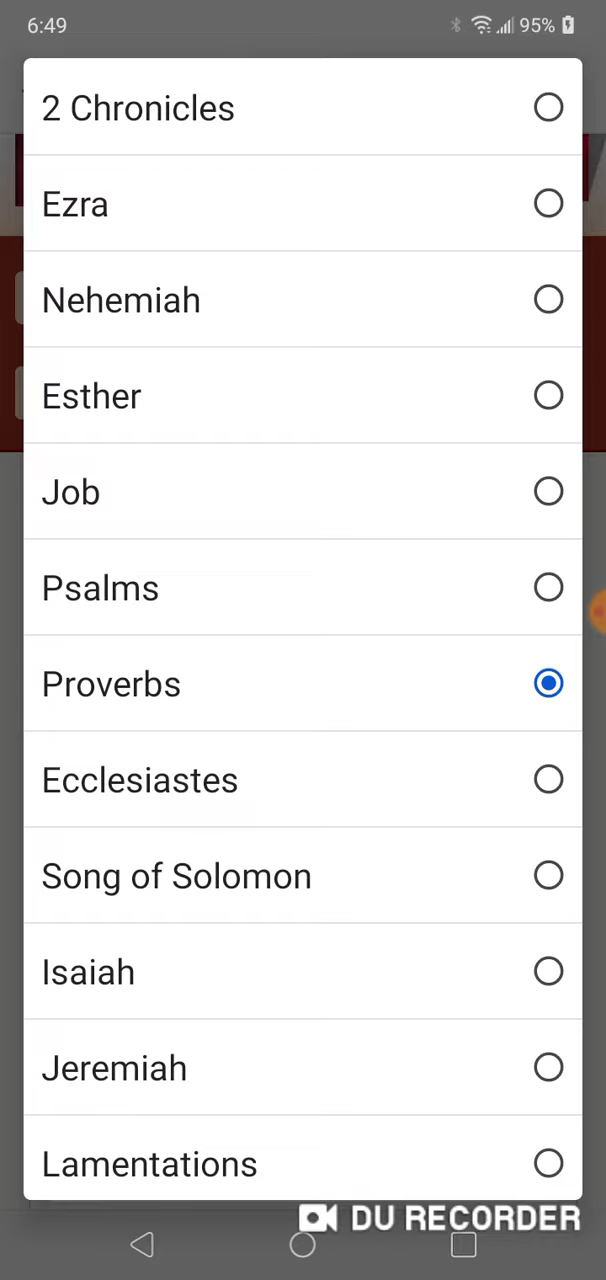 6:49 95%
2 Chronicles
Ezra
Nehemiah
Esther
Job
Psalms
Proverbs
Ecclesiastes
Song of Solomon
Isaiah
Jeremiah
Lamentations
DU RECORDER